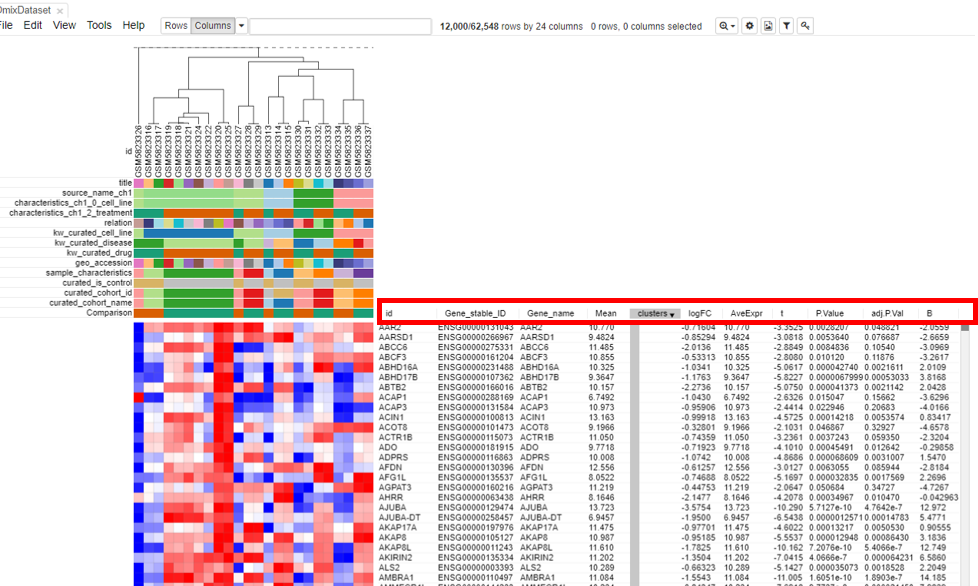 OmixDataset ×
File Edit View Tools Help Rows Columns 12,000/62,548 rows by 24 columns 0 rows, 0 columns selected
id GSM5823326 GSM5823316 GSM5823317 GSM5823319 GSM5823318 GSM5823321 GSM5823324 GSM5823322 GSM5823320 GSM5823325 GSM5823327 GSM5823328 GSM5823329 GSM5823313 GSM5823314 GSM5823315 GSM5823330 GSM5823331 GSM5823332 GSM5823333 GSM5823334 GSM5823335 GSM5823336 GSM5823337
title
source_name_ch1
characteristics_ch1_0_cell_line
characteristics_ch1_2_treatment
relation
kw_curated_cell_line
kw_curated_disease
kw_curated_drug
geo_accession
sample_characteristics
curated_is_control
curated_cohort_id
curated_cohort_name
Comparison
id Gene_stable_ID Gene_name Mean clusters logFC AveExpr t P.Value adj.P.Val B
AAR2 ENSG00000131043 AAR2 10.770 -0.71604 10.770 -3.3525 0.0028207 0.048821 -2.0559
AARSD1 ENSG00000266967 AARSD1 9.4824 -0.85294 9.4824 -3.0818 0.0053640 0.076687 -2.6659
ABCC6 ENSG00000275331 ABCC6 11.485 -2.0136 11.485 -2.8849 0.0084836 0.10540 -3.0969
ABCF3 ENSG00000161204 ABCF3 10.855 -0.53313 10.855 -2.8080 0.010120 0.11876 -3.2617
ABHD16A ENSG00000231488 ABHD16A 10.325 -1.0341 10.325 -5.0617 0.000042740 0.0021611 2.0109
ABHD17B ENSG00000107362 ABHD17B 9.3647 -1.1763 9.3647 -5.8227 0.0000067999 0.00053033 3.8168
ABTB2 ENSG00000166016 ABTB2 10.157 -2.2736 10.157 -5.0750 0.000041373 0.0021142 2.0428
ACAP1 ENSG00000288169 ACAP1 6.7492 -1.0430 6.7492 -2.6326 0.015047 0.15662 -3.6296
ACAP3 ENSG00000131584 ACAP3 10.973 -0.95906 10.973 -2.4414 0.022946 0.20683 -4.0166
ACIN1 ENSG00000100813 ACIN1 13.163 -0.99918 13.163 -4.5725 0.00014218 0.0053574 0.83417
ACOT8 ENSG00000101473 ACOT8 9.1966 -0.32801 9.1966 -2.1031 0.046867 0.32927 -4.6578
ACTR1B ENSG00000115073 ACTR1B 11.050 -0.74359 11.050 -3.2361 0.0037243 0.059350 -2.3204
ADO ENSG00000181915 ADO 9.7718 -0.71923 9.7718 -4.1010 0.00045491 0.012642 -0.29858
ADPRS ENSG00000116863 ADPRS 10.008 -1.0742 10.008 -4.8686 0.000068609 0.0031007 1.5470
AFDN ENSG00000130396 AFDN 12.556 -0.61257 12.556 -3.0127 0.0063055 0.085944 -2.8184
AFG1L ENSG00000135537 AFG1L 8.0522 -0.74688 8.0522 -5.1697 0.000032835 0.0017569 2.2696
AGPAT3 ENSG00000160216 AGPAT3 11.219 -0.44753 11.219 -2.0647 0.050684 0.34727 -4.7267
AHRR ENSG00000063438 AHRR 8.1646 -2.1477 8.1646 -4.2078 0.00034967 0.010470 -0.042963
AJUBA ENSG00000129474 AJUBA 13.723 -3.5754 13.723 -10.290 5.7127e-10 4.7642e-7 12.972
AJUBA-DT ENSG00000258457 AJUBA-DT 6.9457 -1.9500 6.9457 -6.5438 0.0000012571 0.00014783 5.4771
AKAP17A ENSG00000197976 AKAP17A 11.475 -0.97701 11.475 -4.6022 0.00013217 0.0050530 0.90555
AKAP8 ENSG00000105127 AKAP8 10.987 -0.95185 10.987 -5.5537 0.000012948 0.00086430 3.1836
AKAP8L ENSG00000011243 AKAP8L 11.610 -1.7825 11.610 -10.162 7.2076e-10 5.4066e-7 12.749
AKIRIN2 ENSG00000135334 AKIRIN2 11.202 -1.3504 11.202 -7.0415 4.0666e-7 0.000064231 6.5860
ALS2 ENSG00000003393 ALS2 10.289 -0.66323 10.289 -5.1427 0.000035073 0.0018528 2.2049
AMBRA1 ENSG00000110497 AMBRA1 11.084 -1.5543 11.084 -11.005 1.6051e-10 1.8903e-7 14.185